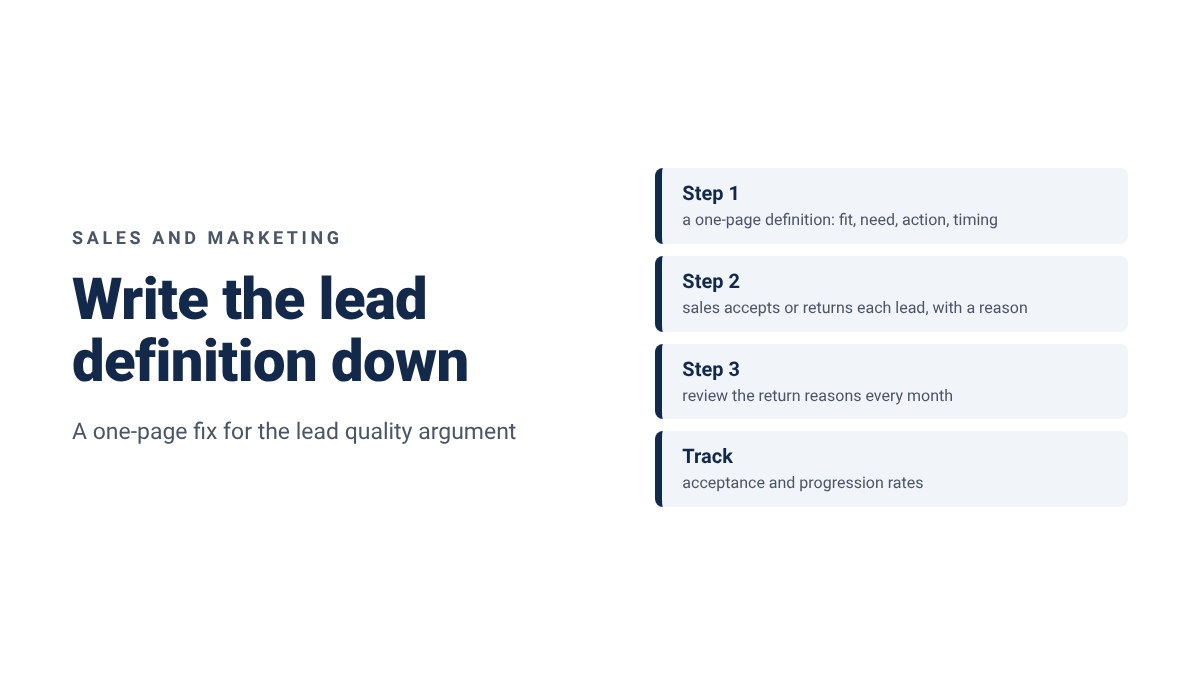 SALES AND MARKETING
Write the lead
definition down
A one-page fix for the lead quality argument
Step 1
a one-page definition: fit, need, action, timing
Step 2
sales accepts or returns each lead, with a reason
Step 3
review the return reasons every month
Track
acceptance and progression rates